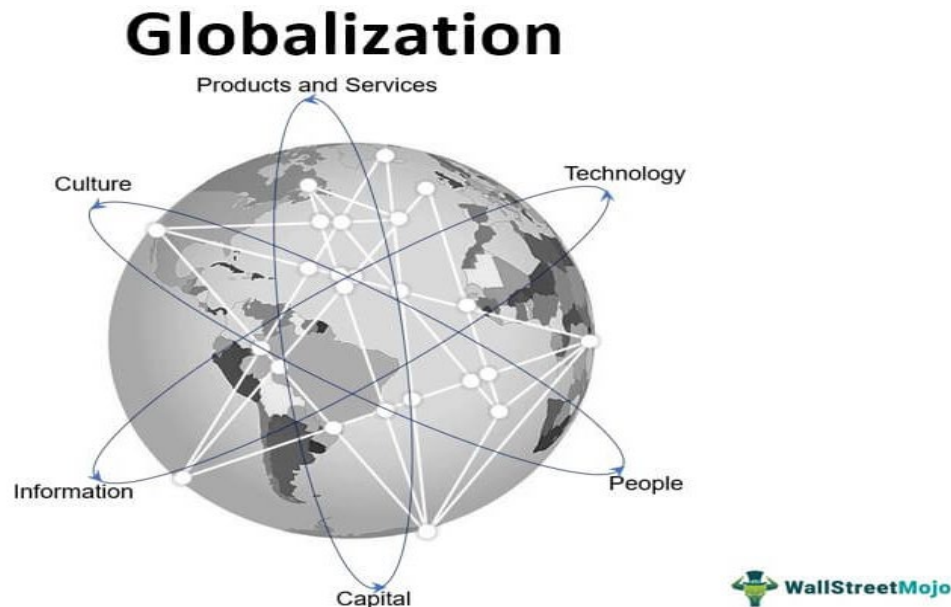 Globalization
Products and Services
Culture
Technology
Information
People
Capital
WallStreetMojo